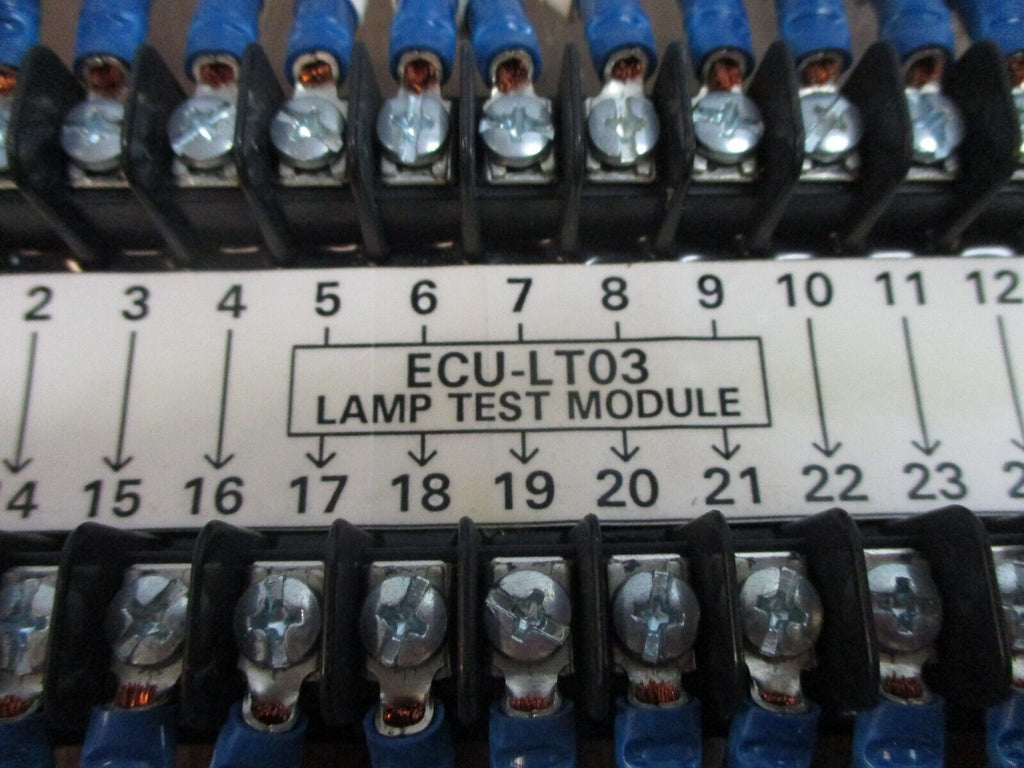 2 3 4 5 6 7 8 9 10 11 12
ECU-LT03
LAMP TEST MODULE
15 16 17 18 19 20 21 22 23